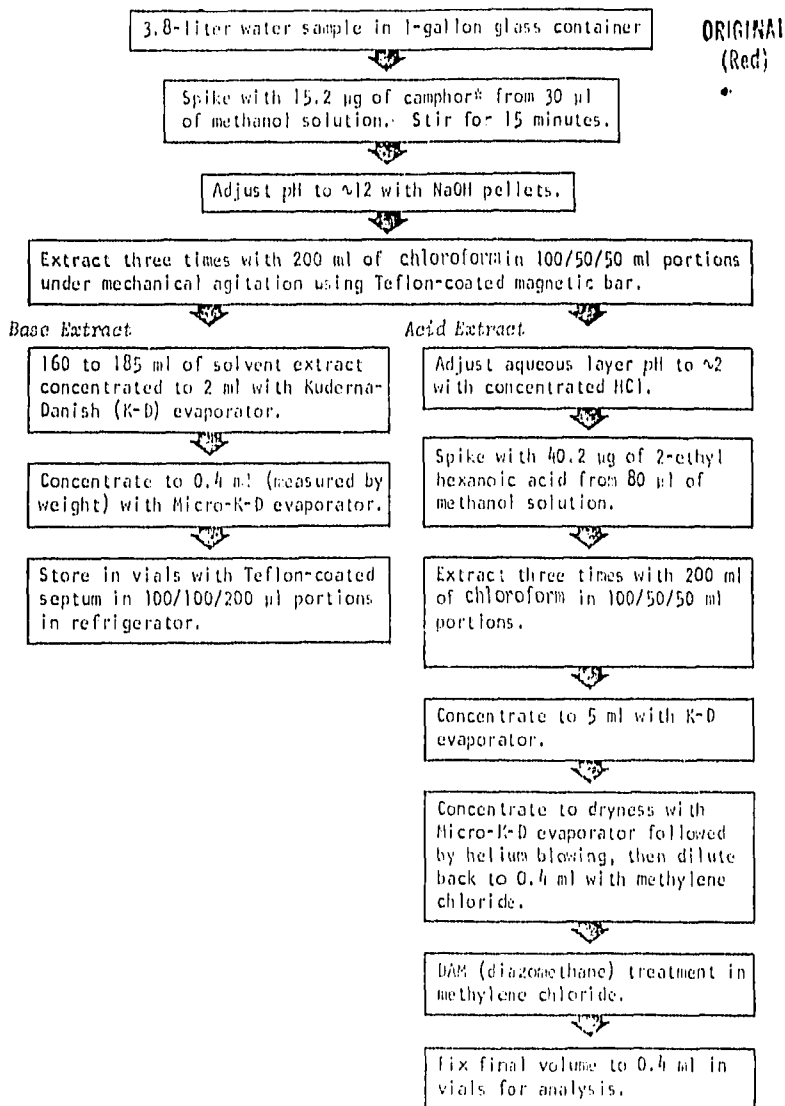 3.8-liter water sample in 1-gallon glass container
ORIGINAL
(Red)
Spike with 15.2 µg of camphor* from 30 µl
of methanol solution. Stir for 15 minutes.
Adjust pH to ∿12 with NaOH pellets.
Extract three times with 200 ml of chloroform in 100/50/50 ml portions
under mechanical agitation using Teflon-coated magnetic bar.
Base Extract
160 to 185 ml of solvent extract
concentrated to 2 ml with Kuderna-
Danish (K-D) evaporator.
Concentrate to 0.4 ml (measured by
weight) with Micro-K-D evaporator.
Store in vials with Teflon-coated
septum in 100/100/200 µl portions
in refrigerator.
Acid Extract
Adjust aqueous layer pH to ∿2
with concentrated HCl.
Spike with 40.2 µg of 2-ethyl
hexanoic acid from 80 µl of
methanol solution.
Extract three times with 200 ml
of chloroform in 100/50/50 ml
portions.
Concentrate to 5 ml with K-D
evaporator.
Concentrate to dryness with
Micro-K-D evaporator followed
by helium blowing, then dilute
back to 0.4 ml with methylene
chloride.
DAM (diazomethane) treatment in
methylene chloride.
Fix final volume to 0.4 ml in
vials for analysis.